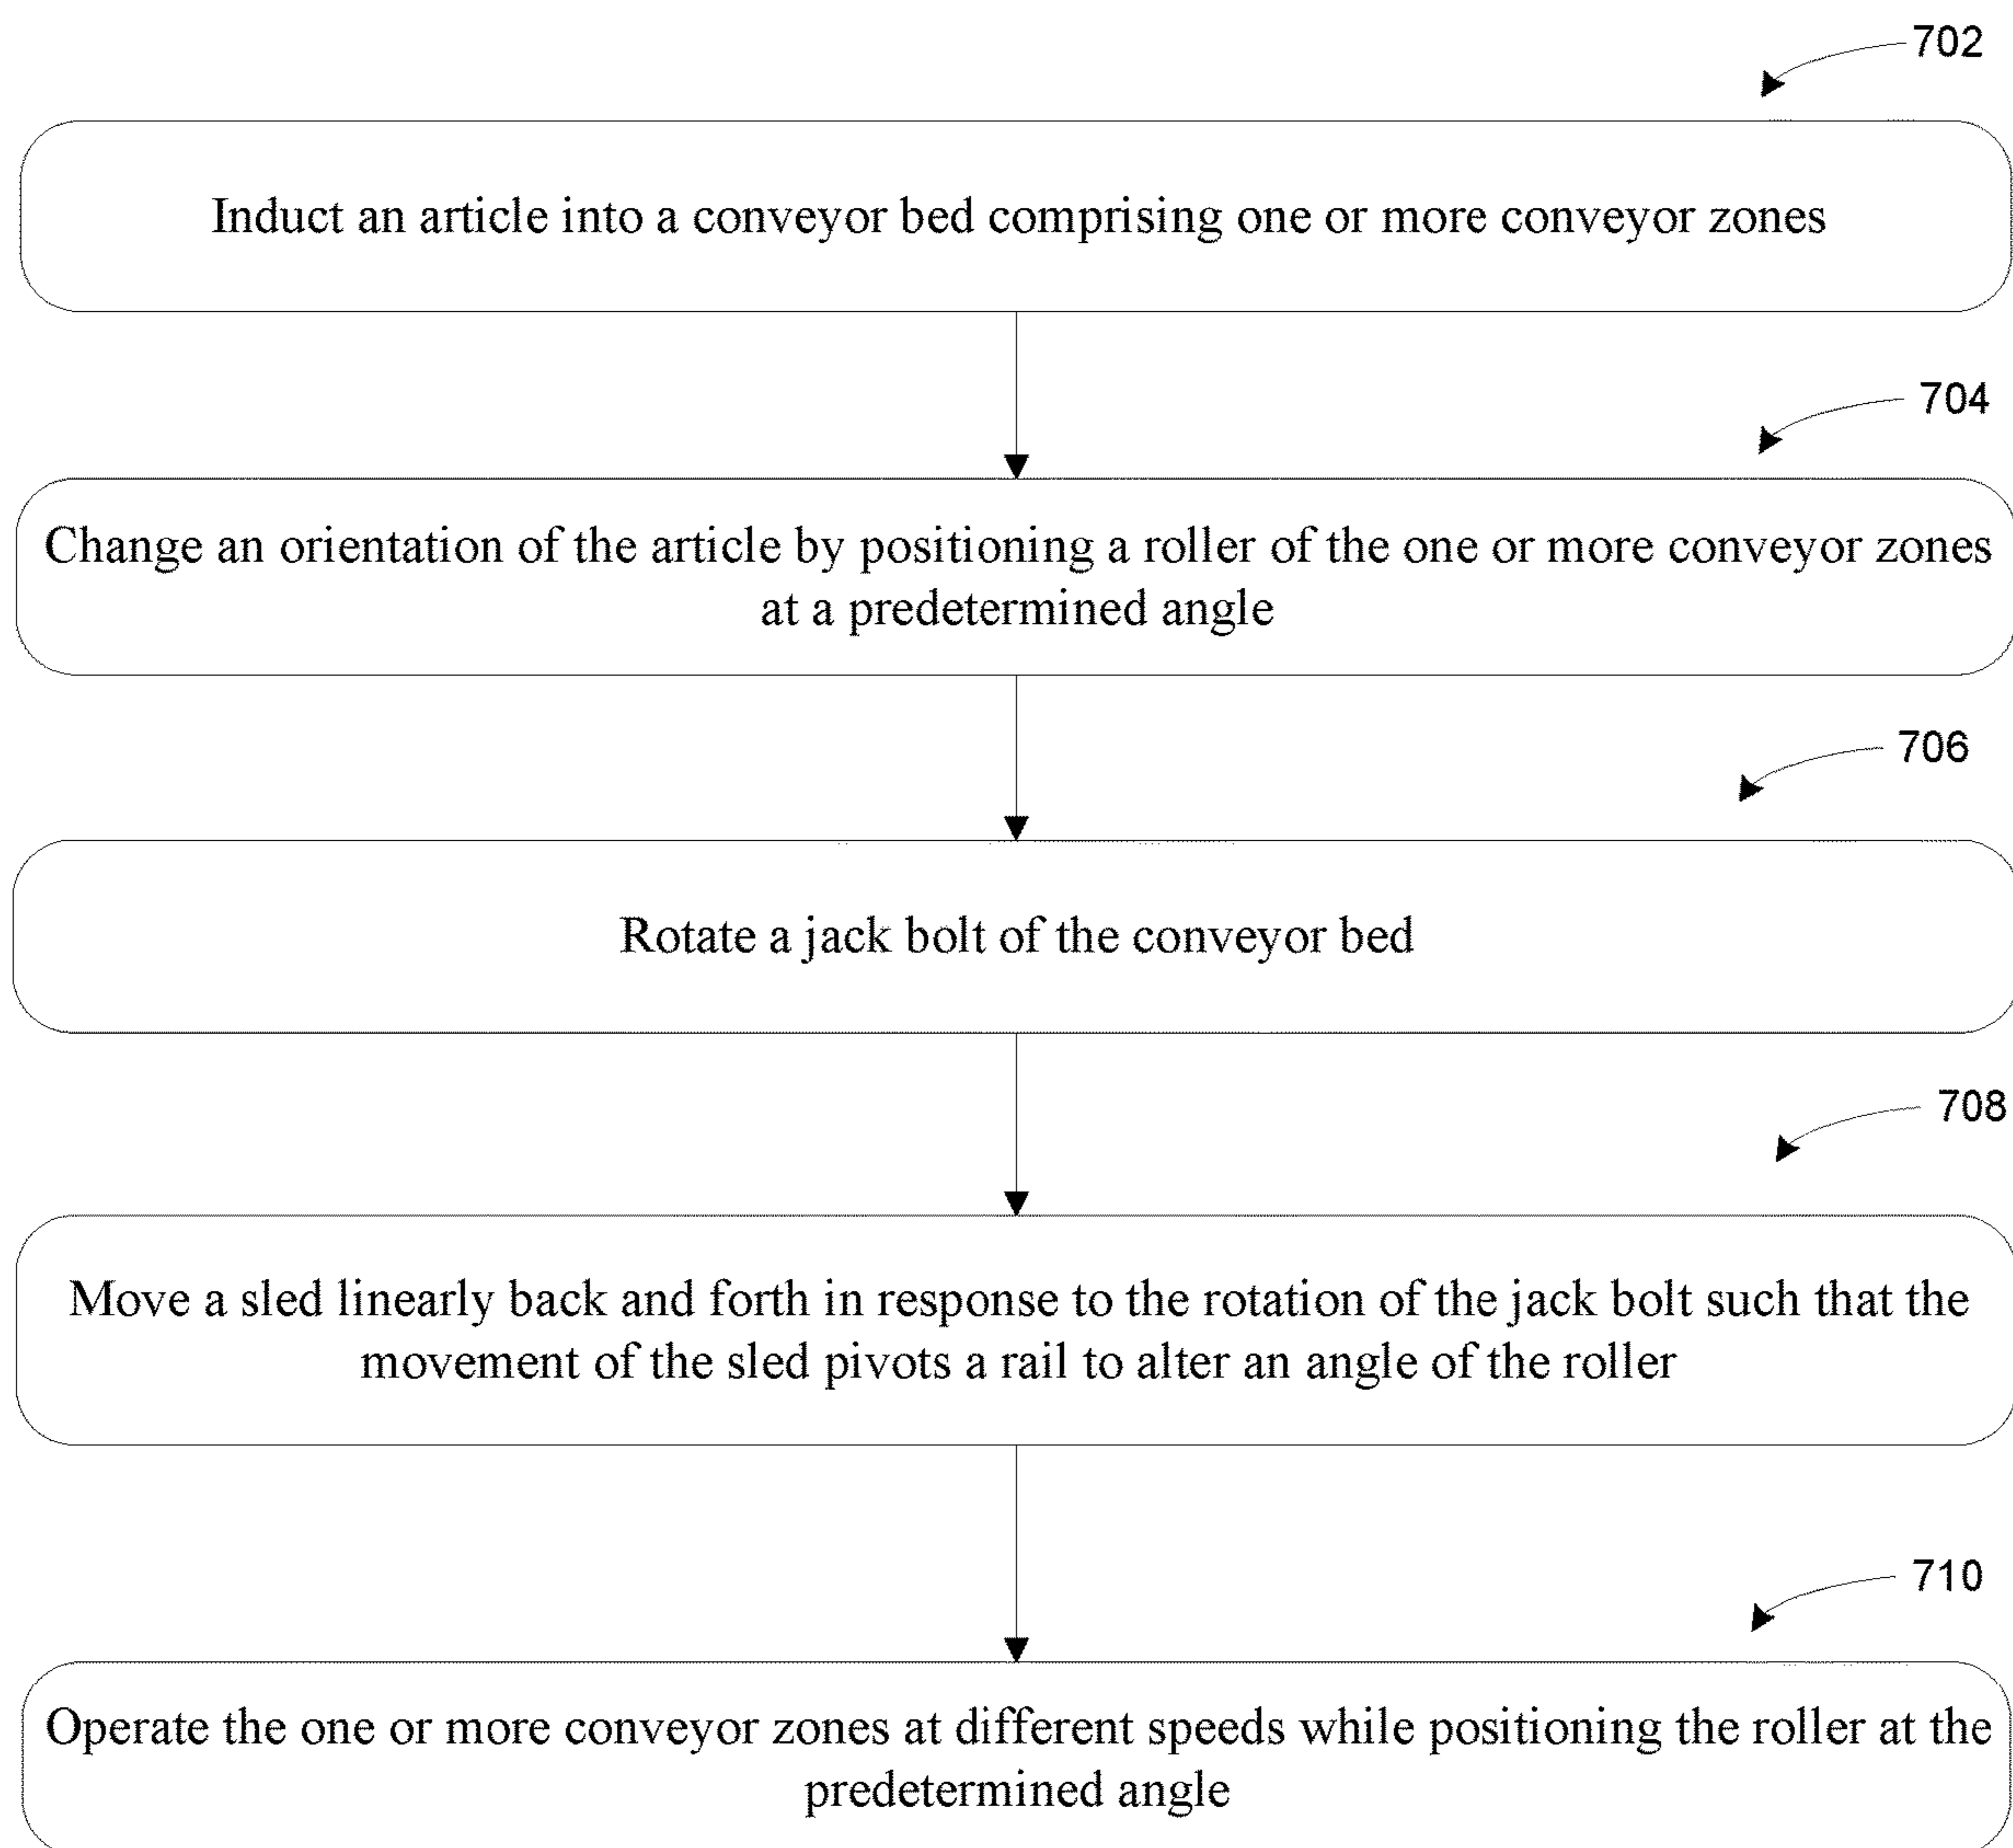 702
Induct an article into a conveyor bed comprising one or more conveyor zones
704
Change an orientation of the article by positioning a roller of the one or more conveyor zones
at a predetermined angle
706
Rotate a jack bolt of the conveyor bed
708
Move a sled linearly back and forth in response to the rotation of the jack bolt such that the
movement of the sled pivots a rail to alter an angle of the roller
710
Operate the one or more conveyor zones at different speeds while positioning the roller at the
predetermined angle